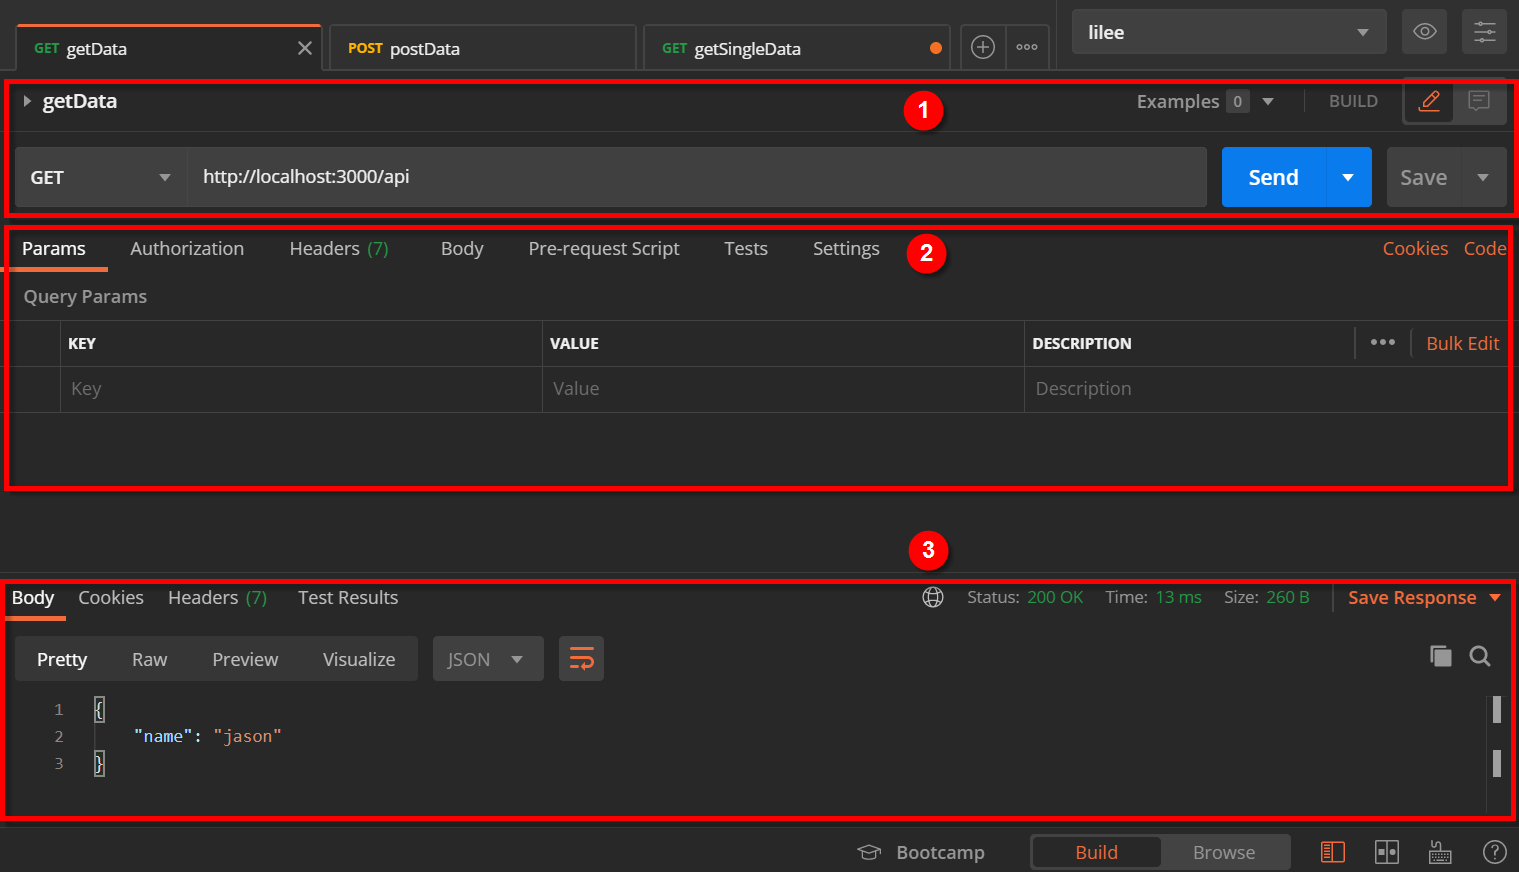 GET getData POST postData GET getSingleData lilee
getData Examples 0 BUILD
1
GET http://localhost:3000/api Send Save
Params Authorization Headers (7) Body Pre-request Script Tests Settings Cookies Code
2
Query Params
KEY VALUE DESCRIPTION Bulk Edit
Key Value Description
3
Body Cookies Headers (7) Test Results Status: 200 OK Time: 13 ms Size: 260 B Save Response
Pretty Raw Preview Visualize JSON
1 {
2 "name": "jason"
3 }
Bootcamp Build Browse